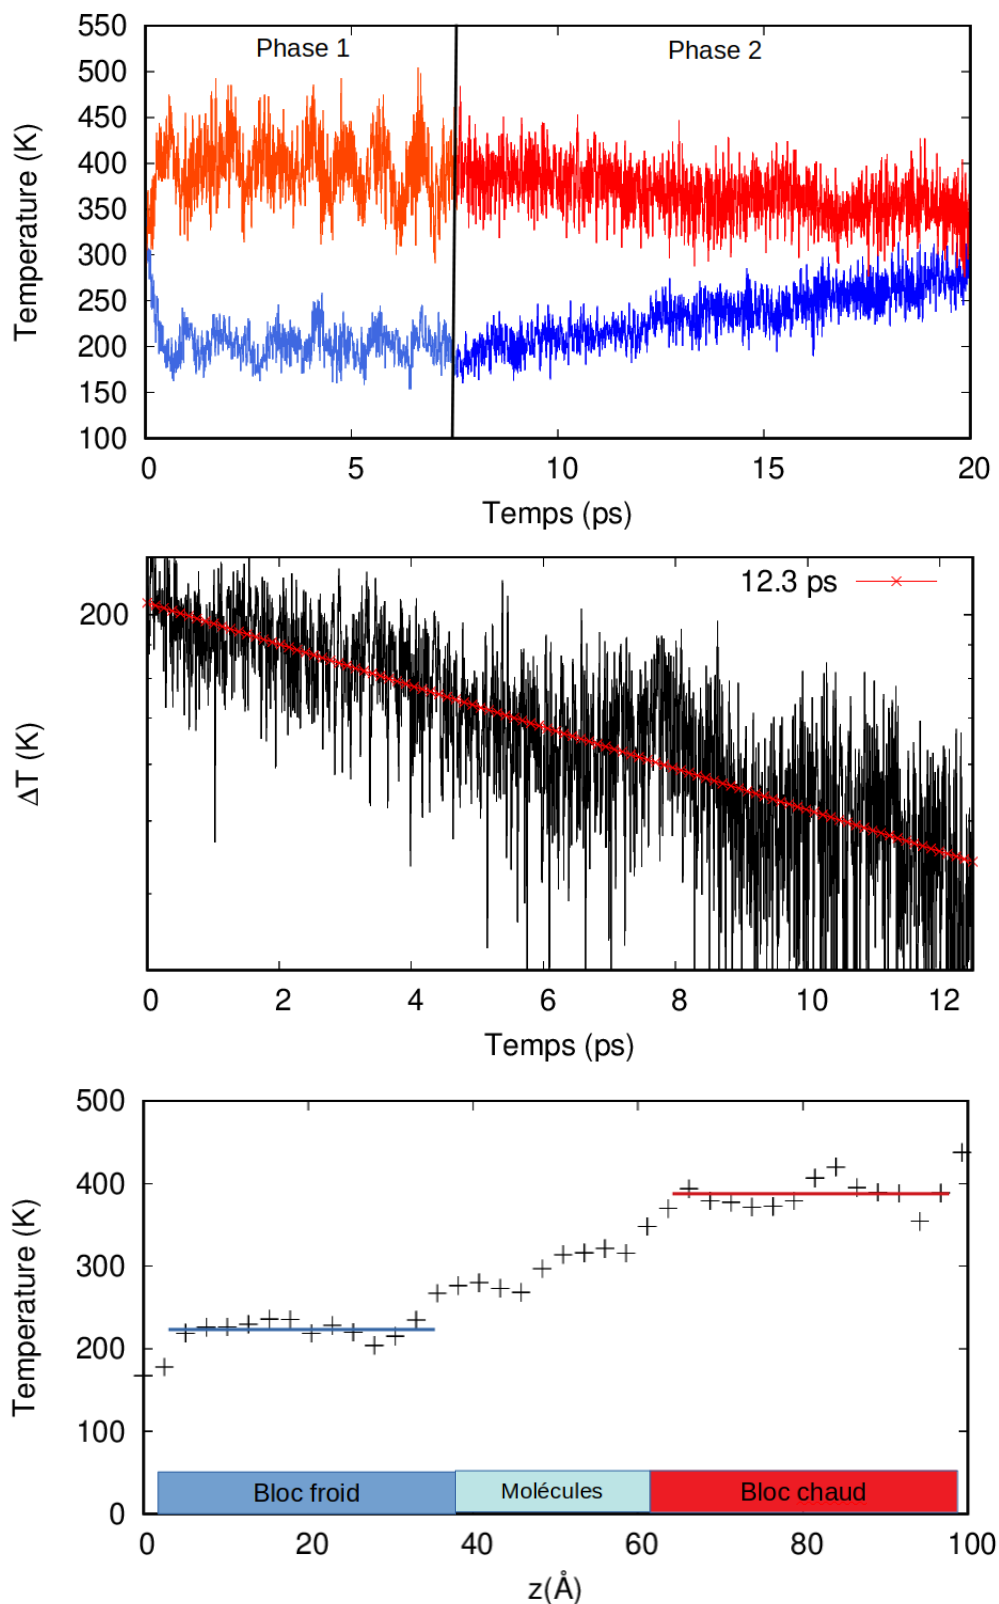 550
500
450
400
350
300
250
200
150
100
Temperature (K)
Phase 1
Phase 2
0 5 10 15 20
Temps (ps)
200
ΔT (K)
12.3 ps
0 2 4 6 8 10 12
Temps (ps)
500
400
300
200
100
0
Temperature (K)
Bloc froid
Molécules
Bloc chaud
0 20 40 60 80 100
z(Å)